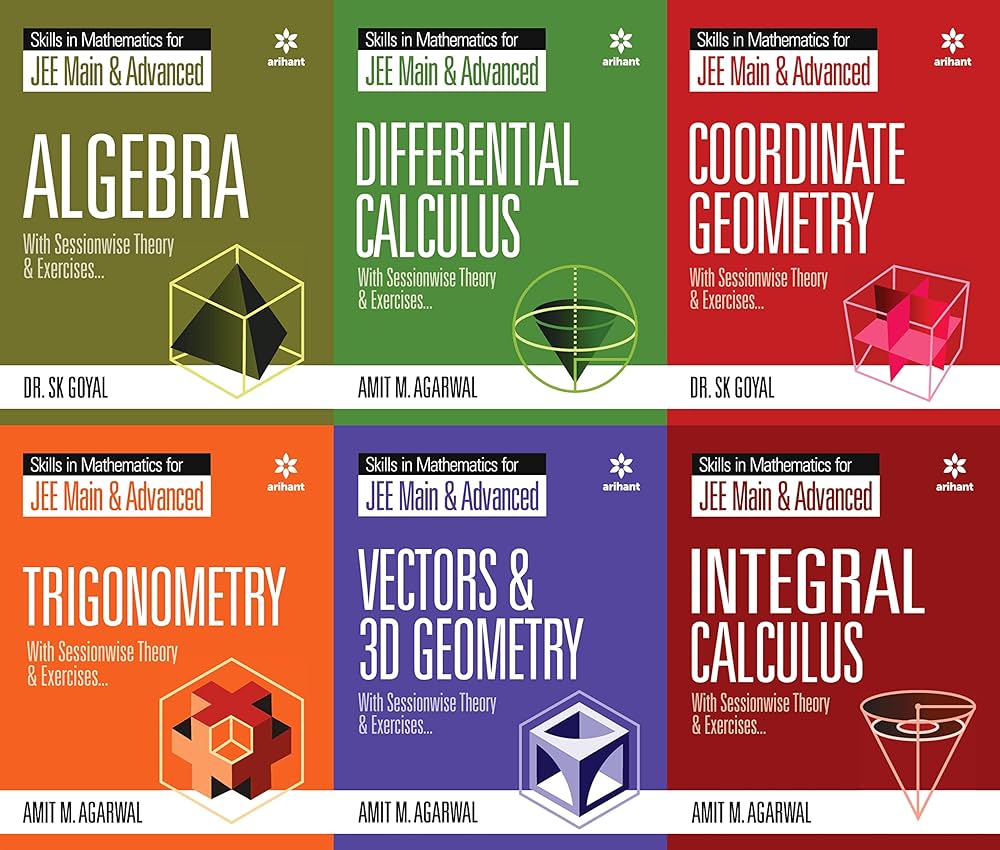 Skills in Mathematics for
JEE Main & Advanced
arihant
ALGEBRA
With Sessionwise Theory
& Exercises...
DR. SK GOYAL
Skills in Mathematics for
JEE Main & Advanced
arihant
DIFFERENTIAL
CALCULUS
With Sessionwise Theory
& Exercises...
AMIT M. AGARWAL
Skills in Mathematics for
JEE Main & Advanced
arihant
COORDINATE
GEOMETRY
With Sessionwise Theory
& Exercises...
DR. SK GOYAL
Skills in Mathematics for
JEE Main & Advanced
arihant
TRIGONOMETRY
With Sessionwise Theory
& Exercises...
AMIT M. AGARWAL
Skills in Mathematics for
JEE Main & Advanced
arihant
VECTORS &
3D GEOMETRY
With Sessionwise Theory
& Exercises...
AMIT M. AGARWAL
Skills in Mathematics for
JEE Main & Advanced
arihant
INTEGRAL
CALCULUS
With Sessionwise Theory
& Exercises...
AMIT M. AGARWAL